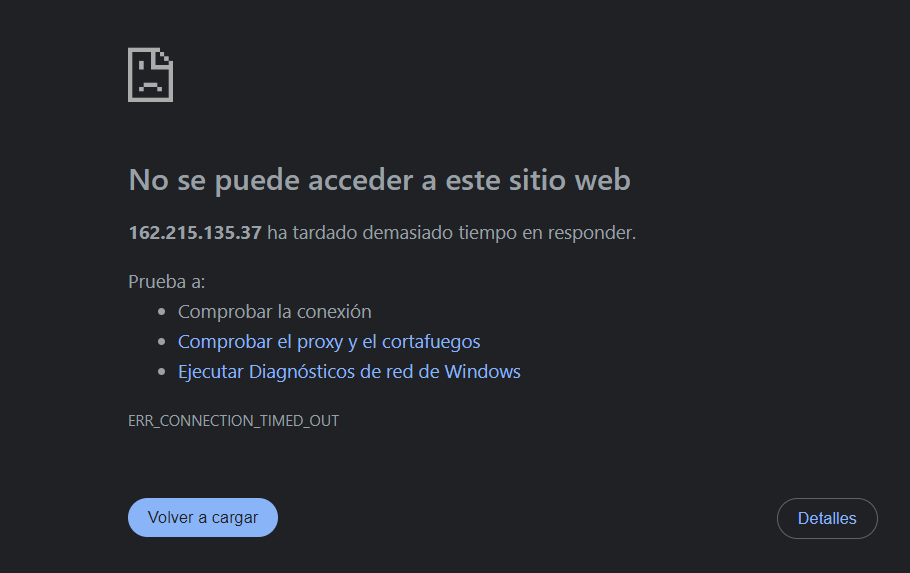 No se puede acceder a este sitio web
162.215.135.37 ha tardado demasiado tiempo en responder.
Prueba a:
Comprobar la conexión
Comprobar el proxy y el cortafuegos
Ejecutar Diagnósticos de red de Windows
ERR_CONNECTION_TIMED_OUT
Volver a cargar
Detalles